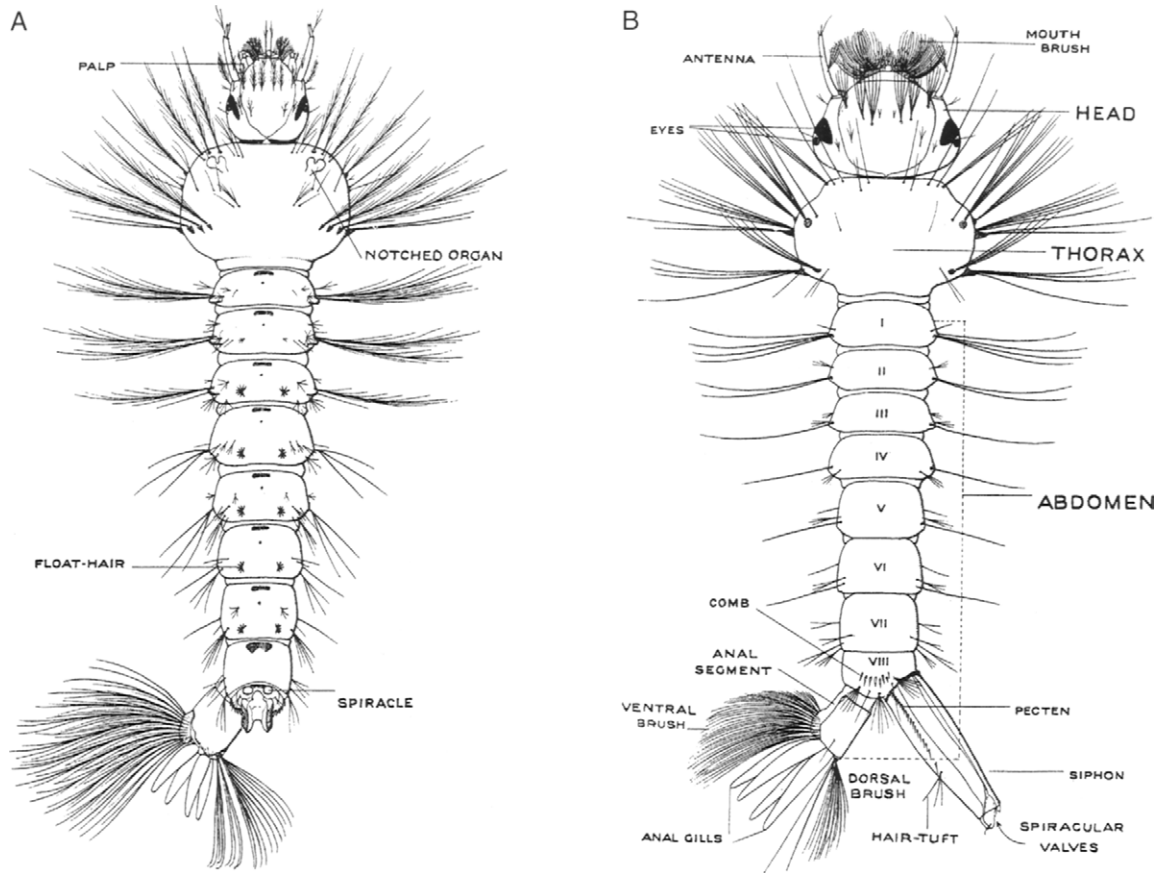 A
PALP
NOTCHED ORGAN
FLOAT-HAIR
SPIRACLE
B
MOUTH
BRUSH
ANTENNA
HEAD
EYES
THORAX
I
II
III
IV
ABDOMEN
V
VI
COMB
VII
ANAL
SEGMENT
VIII
VENTRAL
BRUSH
PECTEN
DORSAL
BRUSH
SIPHON
ANAL GILLS
HAIR-TUFT
SPIRACULAR
VALVES